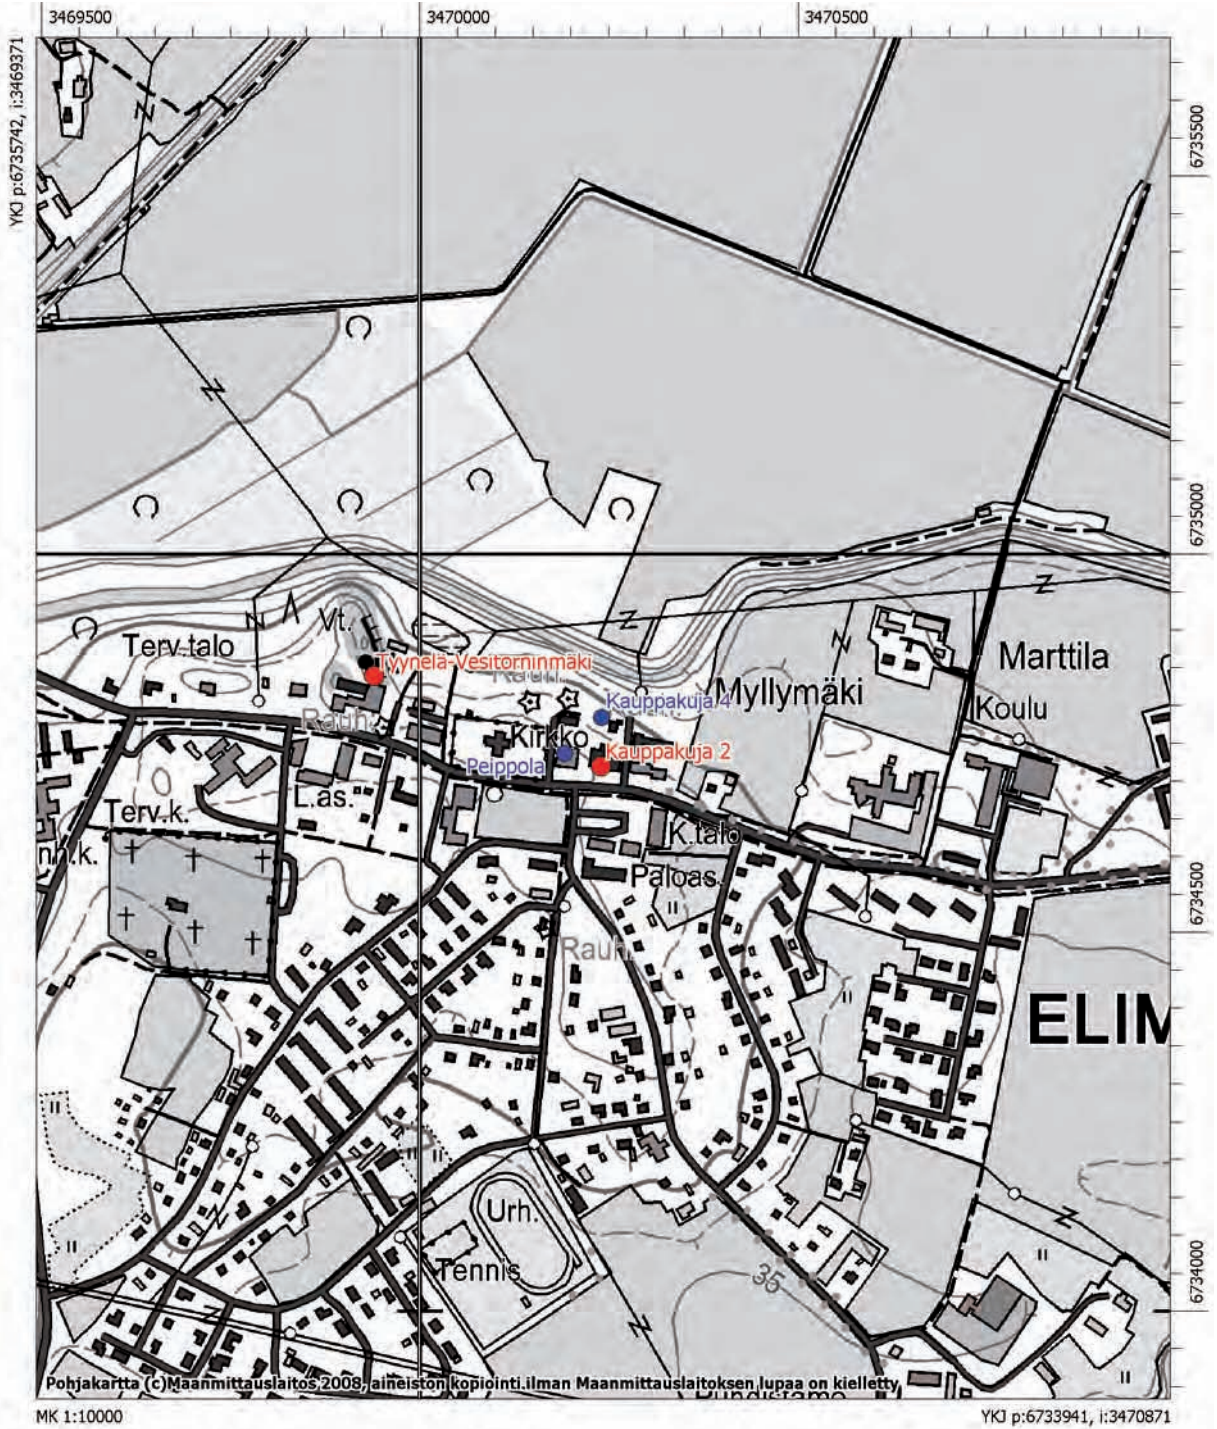 3469500
3470000
3470500
YKJ p:6735742, i:3469371
6735500
6735000
Vt.
Terv.talo
Tyynelä-Vesitorninmäki
Rauh.
Marttila
Myllymäki
Kauppakuja 4
Koulu
Rauh.
Kirkko
Kauppakuja 2
Peippola
L.as.
Terv.k.
K.talo
Paloas.
6734500
Rauh.
ELIM
Urh.
Tennis
35
6734000
Pohjakartta (c)Maanmittauslaitos 2008, aineiston kopiointi ilman Maanmittauslaitoksen lupaa on kielletty
MK 1:10000
YKJ p:6733941, i:3470871